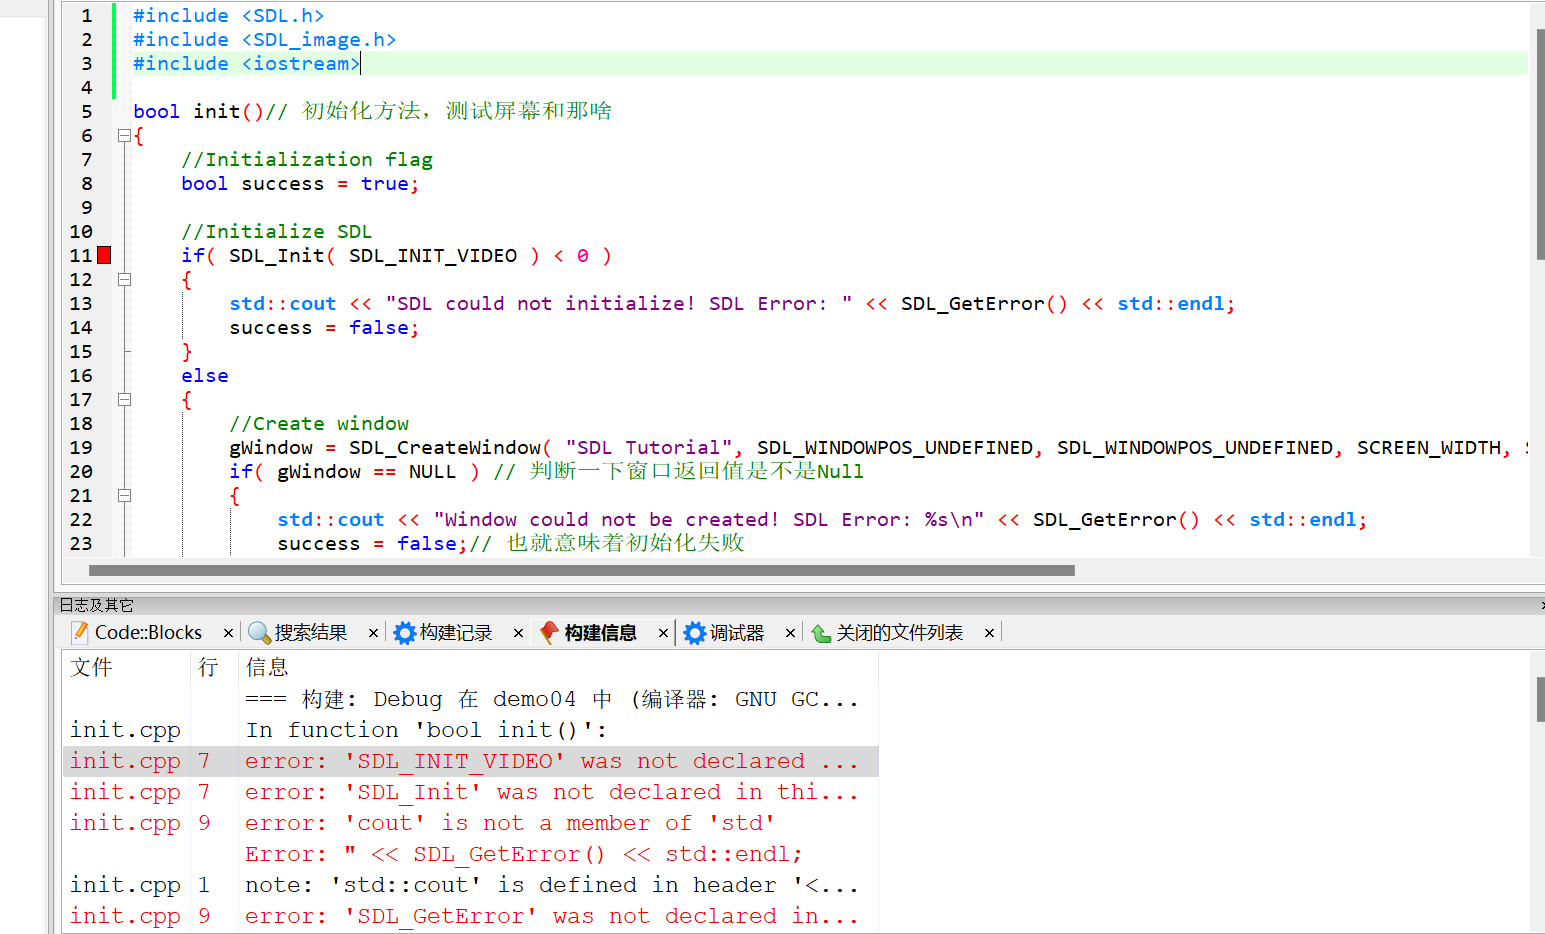 1 #include <SDL.h>
2 #include <SDL_image.h>
3 #include <iostream>
4
5 bool init()// 初始化方法，测试屏幕和那啥
6 {
7 //Initialization flag
8 bool success = true;
9
10 //Initialize SDL
11 if( SDL_Init( SDL_INIT_VIDEO ) < 0 )
12 {
13 std::cout << "SDL could not initialize! SDL Error: " << SDL_GetError() << std::endl;
14 success = false;
15 }
16 else
17 {
18 //Create window
19 gWindow = SDL_CreateWindow( "SDL Tutorial", SDL_WINDOWPOS_UNDEFINED, SDL_WINDOWPOS_UNDEFINED, SCREEN_WIDTH,
20 if( gWindow == NULL ) // 判断一下窗口返回值是不是Null
21 {
22 std::cout << "Window could not be created! SDL Error: %s\n" << SDL_GetError() << std::endl;
23 success = false;// 也就意味着初始化失败
日志及其它
Code::Blocks × 搜索结果 × 构建记录 × 构建信息 × 调试器 × 关闭的文件列表 ×
文件 行 信息
=== 构建: Debug 在 demo04 中 (编译器: GNU GC...
init.cpp In function 'bool init()':
init.cpp 7 error: 'SDL_INIT_VIDEO' was not declared ...
init.cpp 7 error: 'SDL_Init' was not declared in thi...
init.cpp 9 error: 'cout' is not a member of 'std'
Error: " << SDL_GetError() << std::endl;
init.cpp 1 note: 'std::cout' is defined in header '<...
init.cpp 9 error: 'SDL_GetError' was not declared in...